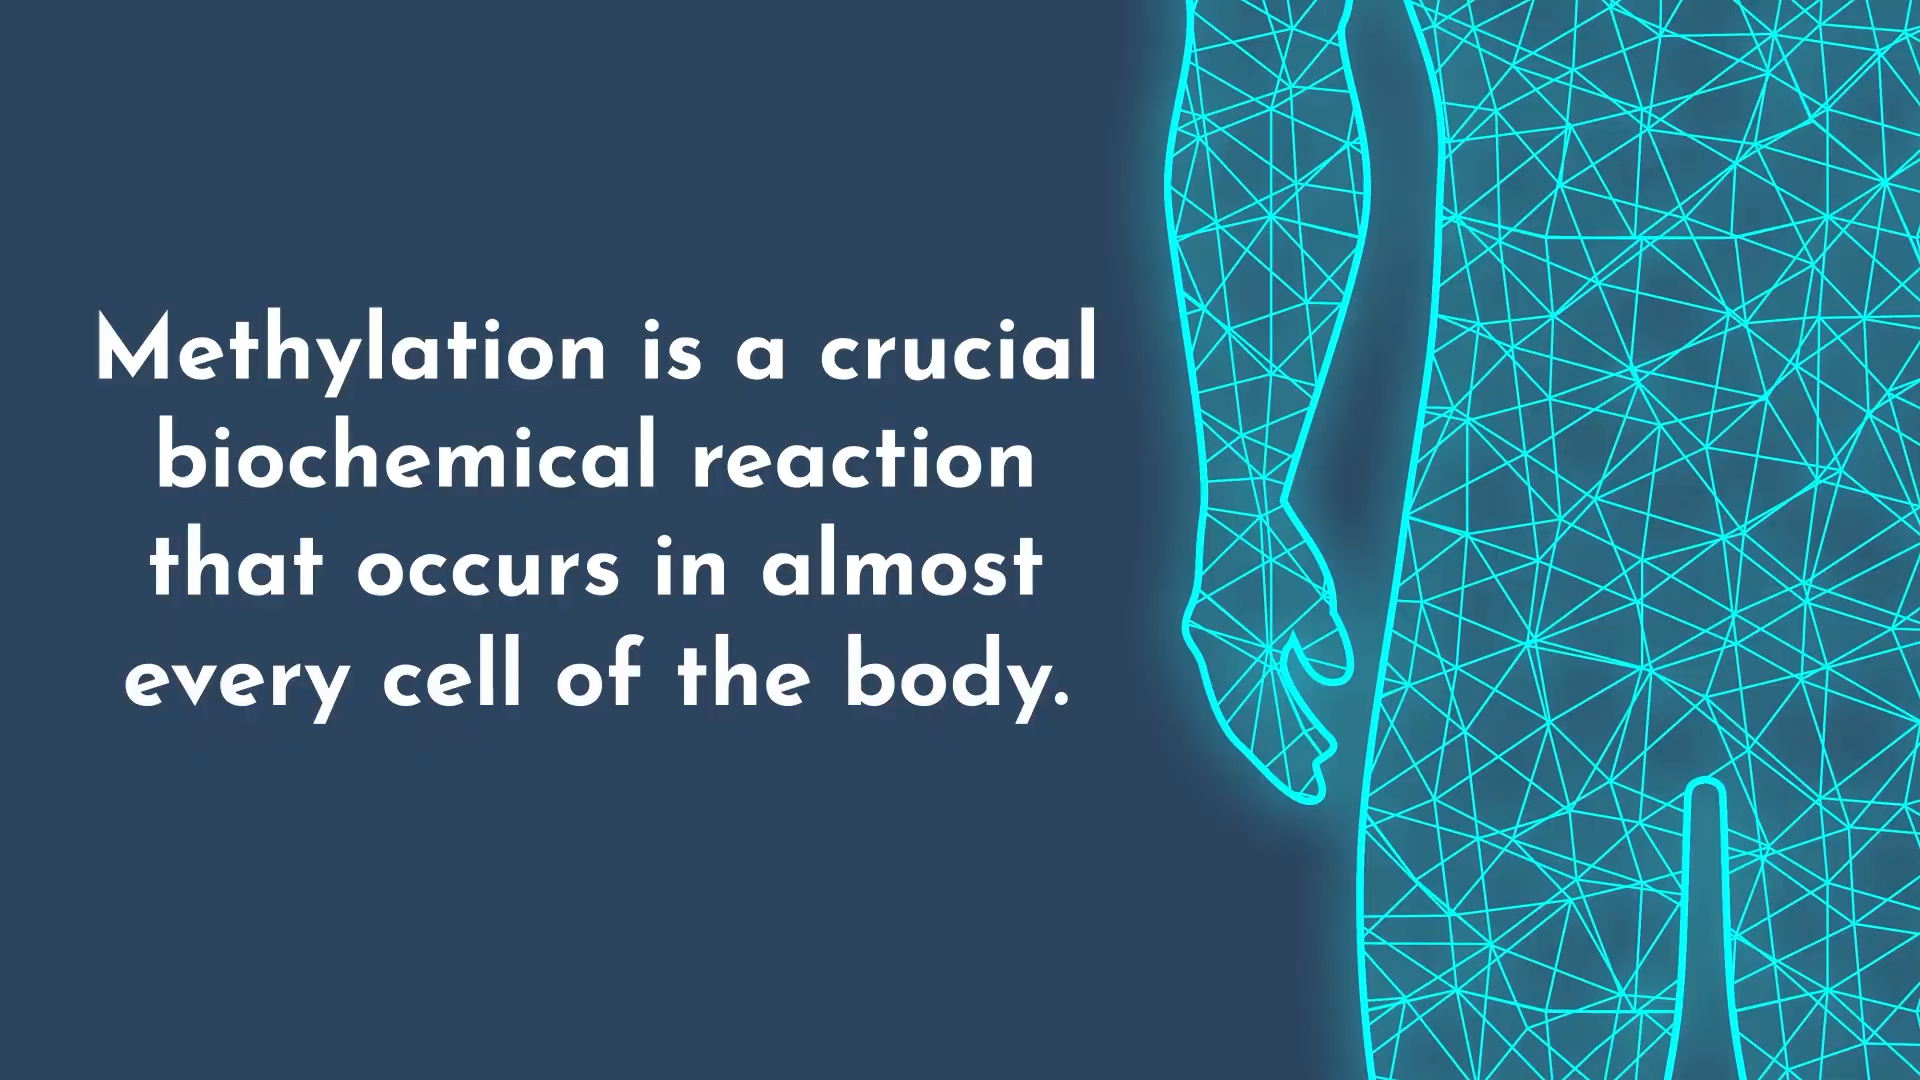 Methylation is a crucial
biochemical reaction
that occurs in almost
every cell of the body.